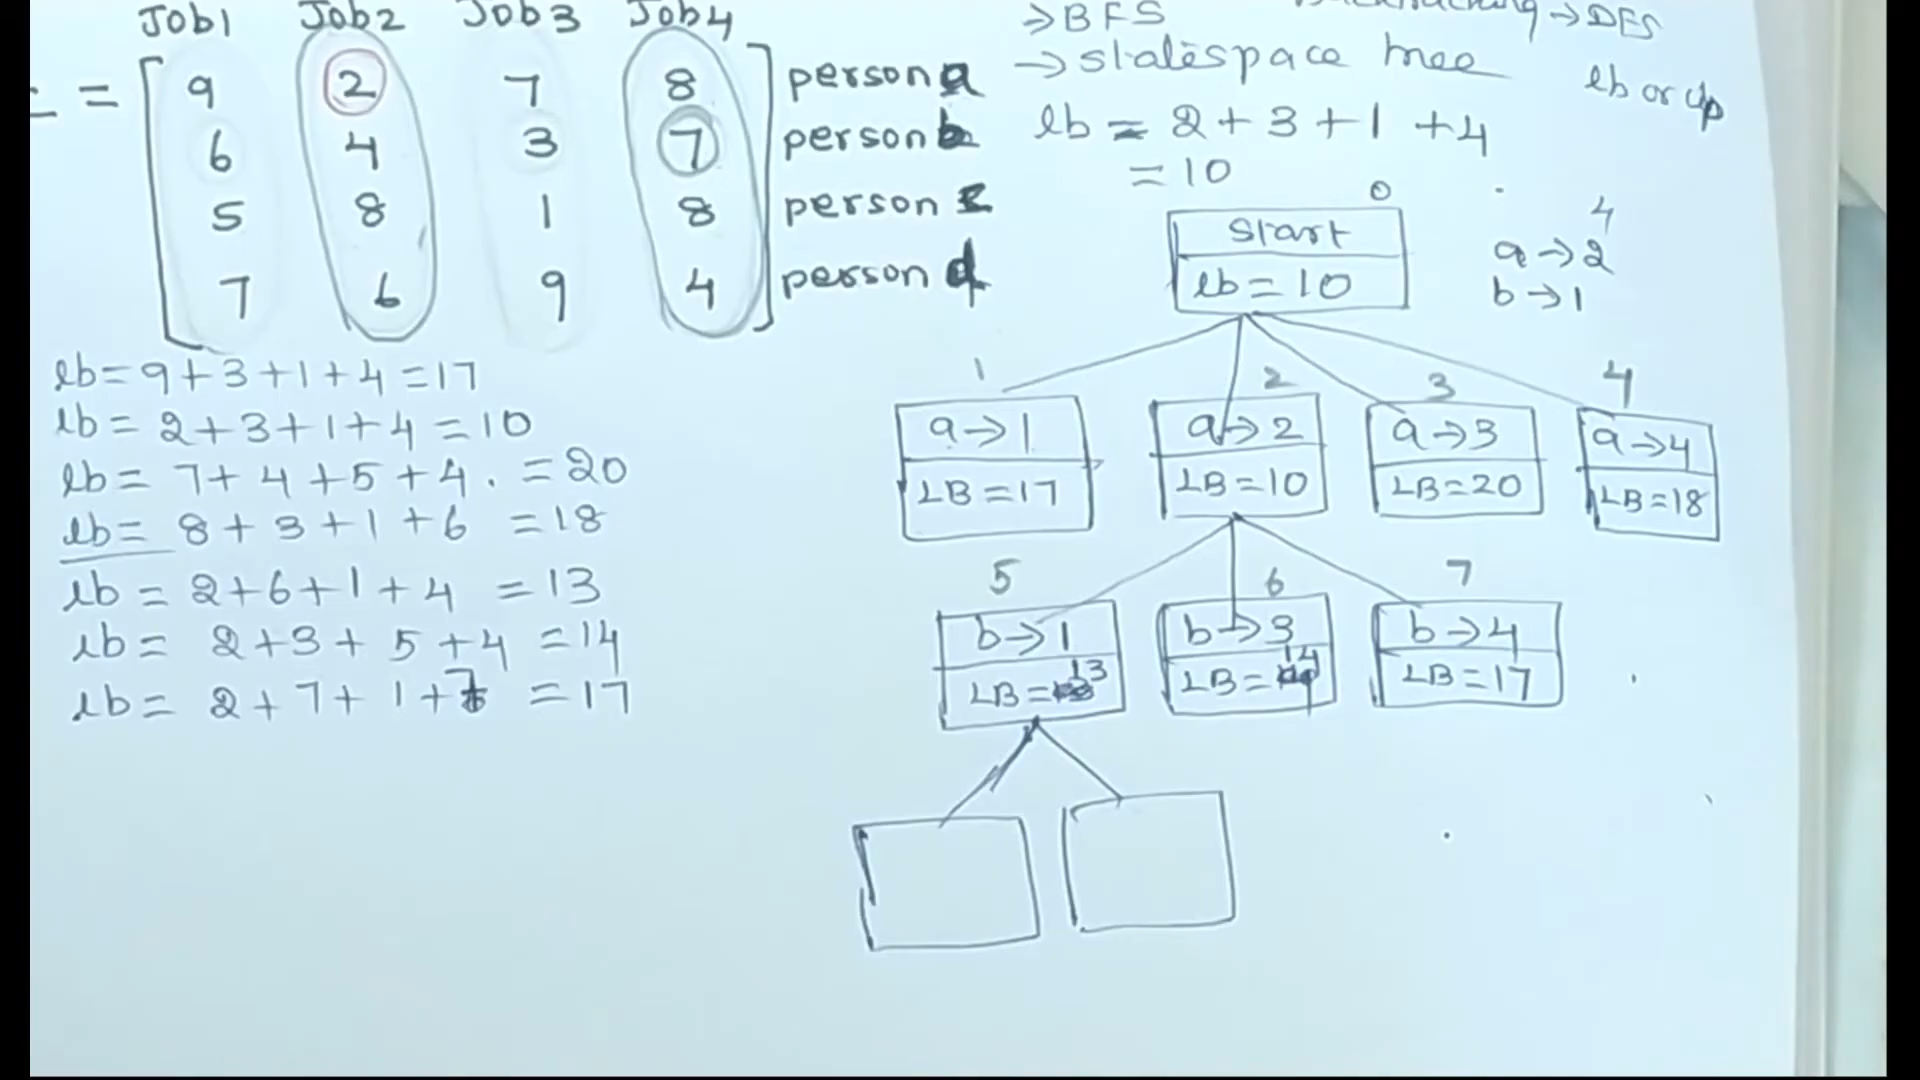 Job1 Job2 Job3 Job4
= 9 2 7 8 person a
6 4 3 7 person b
5 8 1 8 person c
7 6 9 4 person d
→ BFS
→ DFS
→ statespace tree
lb or up
lb = 2 + 3 + 1 + 4
= 10
4
a → 2
b → 1
0
Start
lb = 10
lb = 9 + 3 + 1 + 4 = 17
lb = 2 + 3 + 1 + 4 = 10
lb = 7 + 4 + 5 + 4 . = 20
lb = 8 + 3 + 1 + 6 = 18
lb = 2 + 6 + 1 + 4 = 13
lb = 2 + 3 + 5 + 4 = 14
lb = 2 + 7 + 1 + 7 = 17
1 2 3 4
a → 1 a → 2 a → 3 a → 4
LB = 17 LB = 10 LB = 20 LB = 18
5 6 7
b → 1 b → 3 b → 4
LB = 13 LB = 14 LB = 17